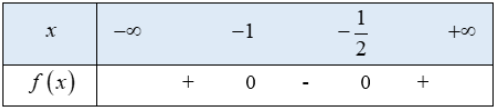 x −∞ −1 −1/2 +∞
f(x) + 0 - 0 +